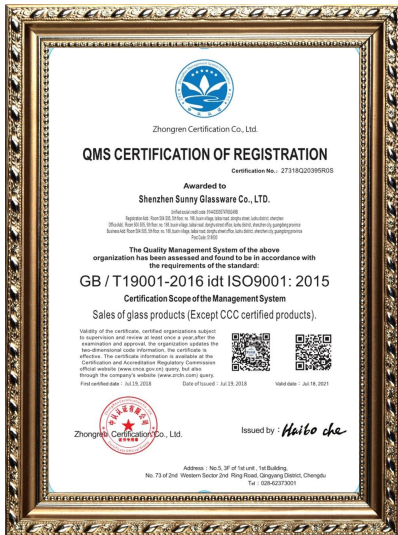 Zhongren Certification Co., Ltd.
QMS CERTIFICATION OF REGISTRATION
Certification No.: 27318Q20395R0S
Awarded to
Shenzhen Sunny Glassware Co., LTD.
The Quality Management System of the above
organization has been assessed and found to be in accordance with
the requirements of the standard:
GB / T19001-2016 idt ISO9001: 2015
Certification Scope of the Management System
Sales of glass products (Except CCC certified products).
Validity of the certificate, certified organizations subject
to supervision and review at least once a year, after the
examination and approval, the organization updates the
two-dimensional code information, the certificate is
effective. The certificate information is available at the
Certification and Accreditation Regulatory Commission
official website (www.cnca.gov.cn) query, but also
through the company's website (www.zrcln.com) query.
First certified date : Jul.19, 2018 Date of Issued : Jul.19, 2018 Valid date : Jul.18, 2021
Zhongren Certification Co., Ltd.
Issued by : Haibo che
Address : No.5, 3F of 1st unit , 1st Building,
No. 73 of 2nd Western Sector 2nd Ring Road, Qingyang District, Chengdu
Tel : 028-62373001